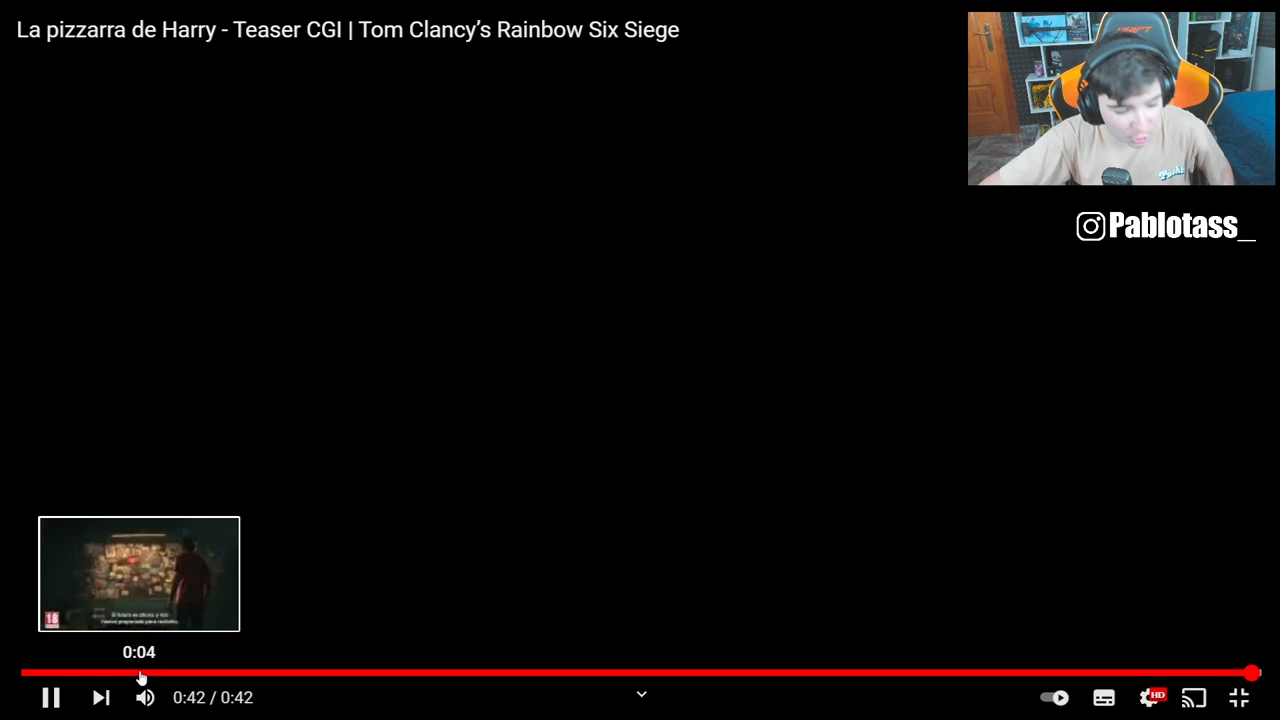 La pizzarra de Harry - Teaser CGI | Tom Clancy’s Rainbow Six Siege
Pablotass_
18
0:04
0:42 / 0:42
HD